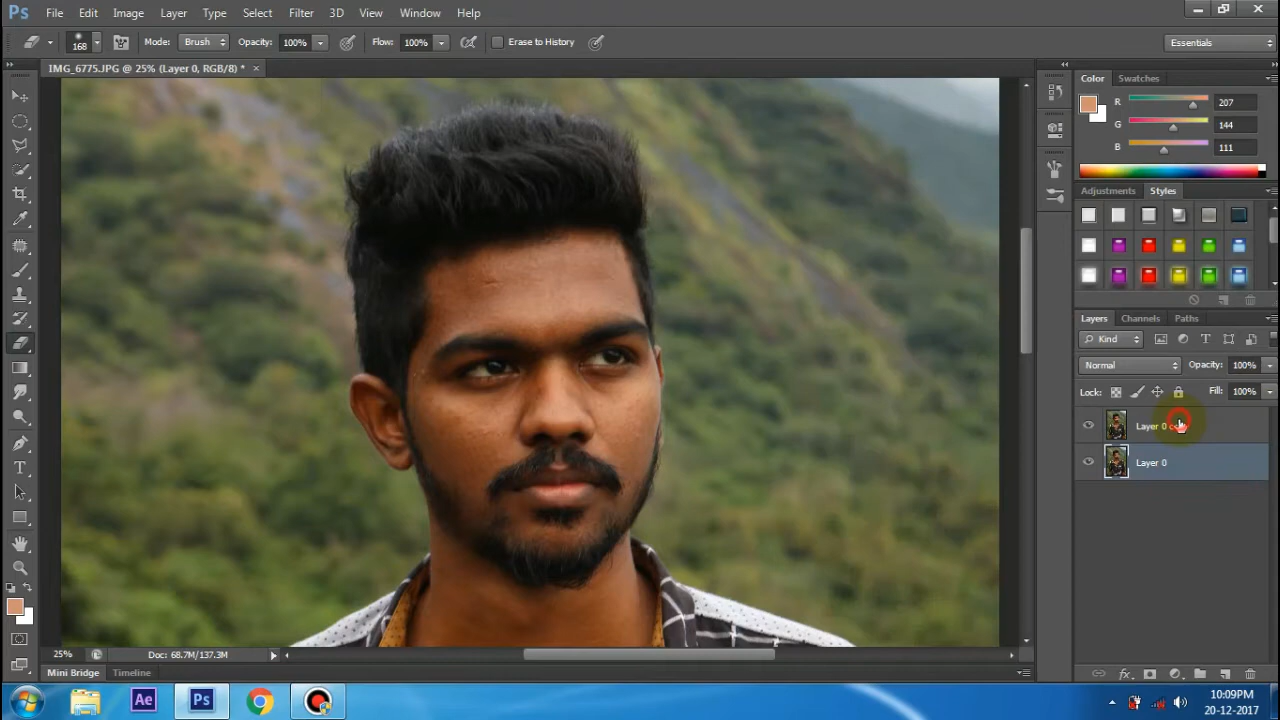 Ps File Edit Image Layer Type Select Filter 3D View Window Help
168 Mode: Brush Opacity: 100% Flow: 100% Erase to History Essentials
IMG_6775.JPG @ 25% (Layer 0, RGB/8) *
Color Swatches
R 207
G 144
B 111
Adjustments Styles
Layers Channels Paths
Kind
Normal Opacity: 100%
Lock: Fill: 100%
Layer 0
Layer 0
25% Doc: 68.7M/137.3M
Mini Bridge Timeline
Ae Ps
10:09PM
20-12-2017